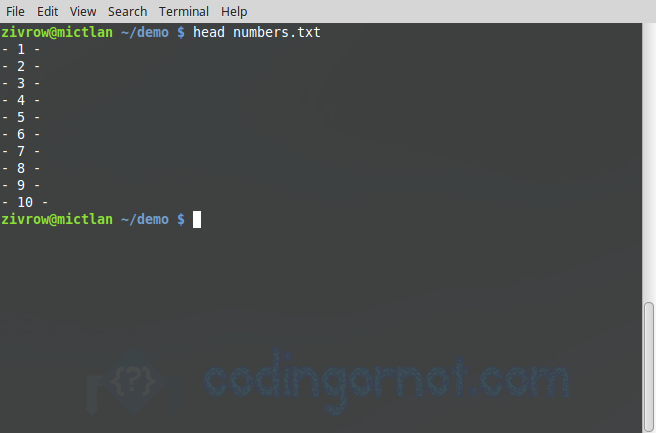 File Edit View Search Terminal Help
zivrow@mictlan ~/demo $ head numbers.txt
- 1 -
- 2 -
- 3 -
- 4 -
- 5 -
- 6 -
- 7 -
- 8 -
- 9 -
- 10 -
zivrow@mictlan ~/demo $
{?} codingornot.com